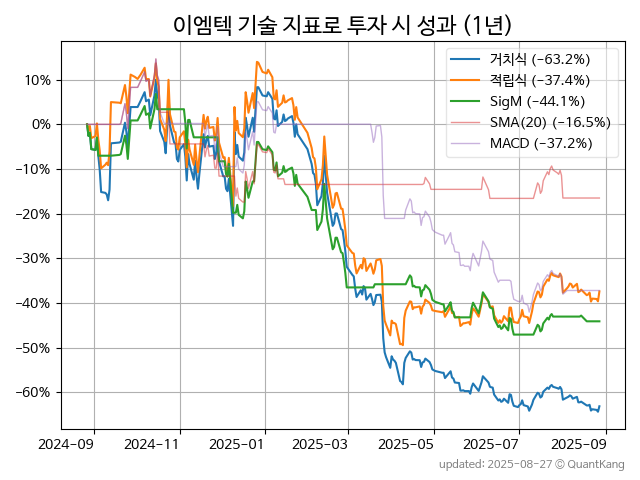 이엠텍 기술 지표로 투자 시 성과 (1년)
거치식 (−63.2%)
적립식 (−37.4%)
SigM (−44.1%)
SMA(20) (−16.5%)
MACD (−37.2%)
10%
0%
−10%
−20%
−30%
−40%
−50%
−60%
2024-09 2024-11 2025-01 2025-03 2025-05 2025-07 2025-09
updated: 2025-08-27 © QuantKang